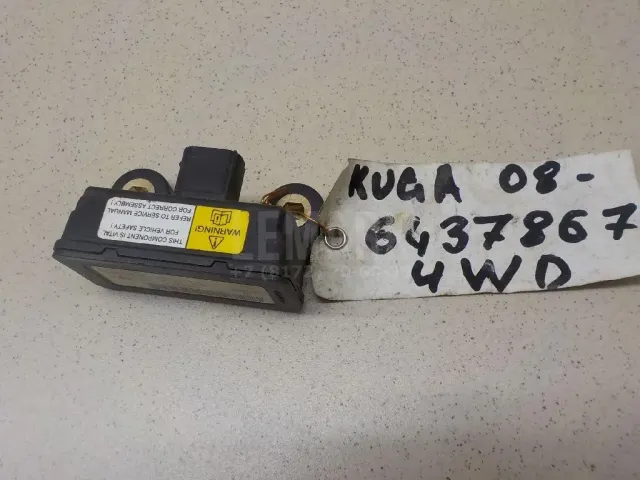 KUGA 08-
6437867
4WD
WARNING!
THIS COMPONENT IS VITAL
FOR VEHICLE SAFETY!
REFER TO SERVICE MANUAL
FOR CORRECT ASSEMBLY!